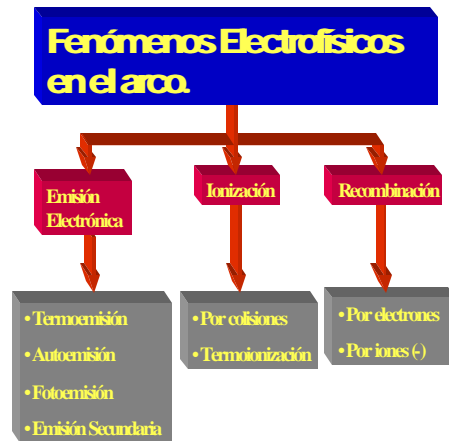 Fenómenos Electrofísicos
en el arco.
Emisión
Electrónica
Ionización
Recombinación
• Termoemisión
• Autoemisión
• Fotoemisión
• Emisión Secundaria
• Por colisiones
• Termoionización
• Por electrones
• Por iones (-)